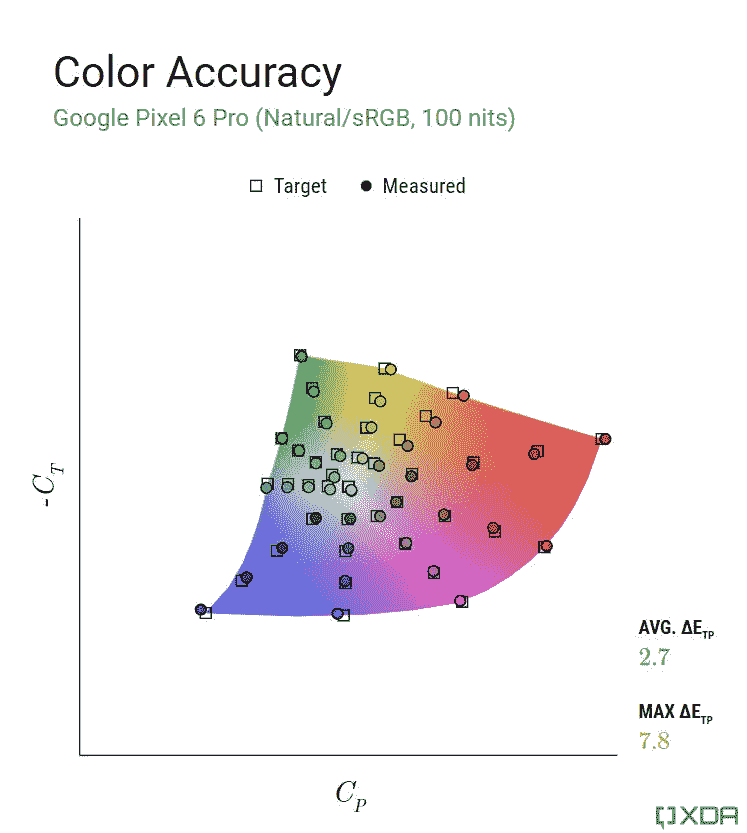 Color Accuracy
Google Pixel 6 Pro (Natural/sRGB, 100 nits)
Target Measured
-C_T
AVG. ΔE_TP
2.7
MAX ΔE_TP
7.8
C_P
XDA